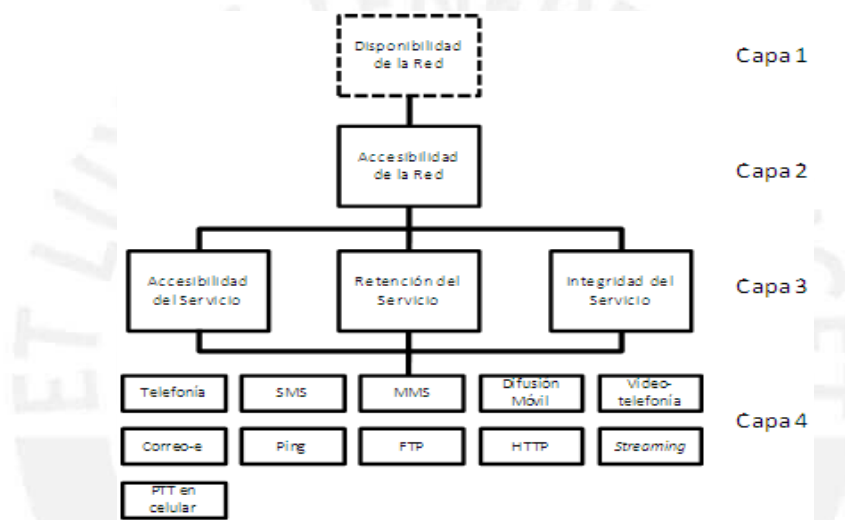 Disponibilidad
de la Red
Capa 1
Accesibilidad
de la Red
Capa 2
Accesibilidad
del Servicio
Retención del
Servicio
Integridad del
Servicio
Capa 3
Telefonía
SMS
MMS
Difusión
Móvil
Video-
telefonía
Capa 4
Correo-e
Ping
FTP
HTTP
Streaming
PTT en
celular
ET LUX